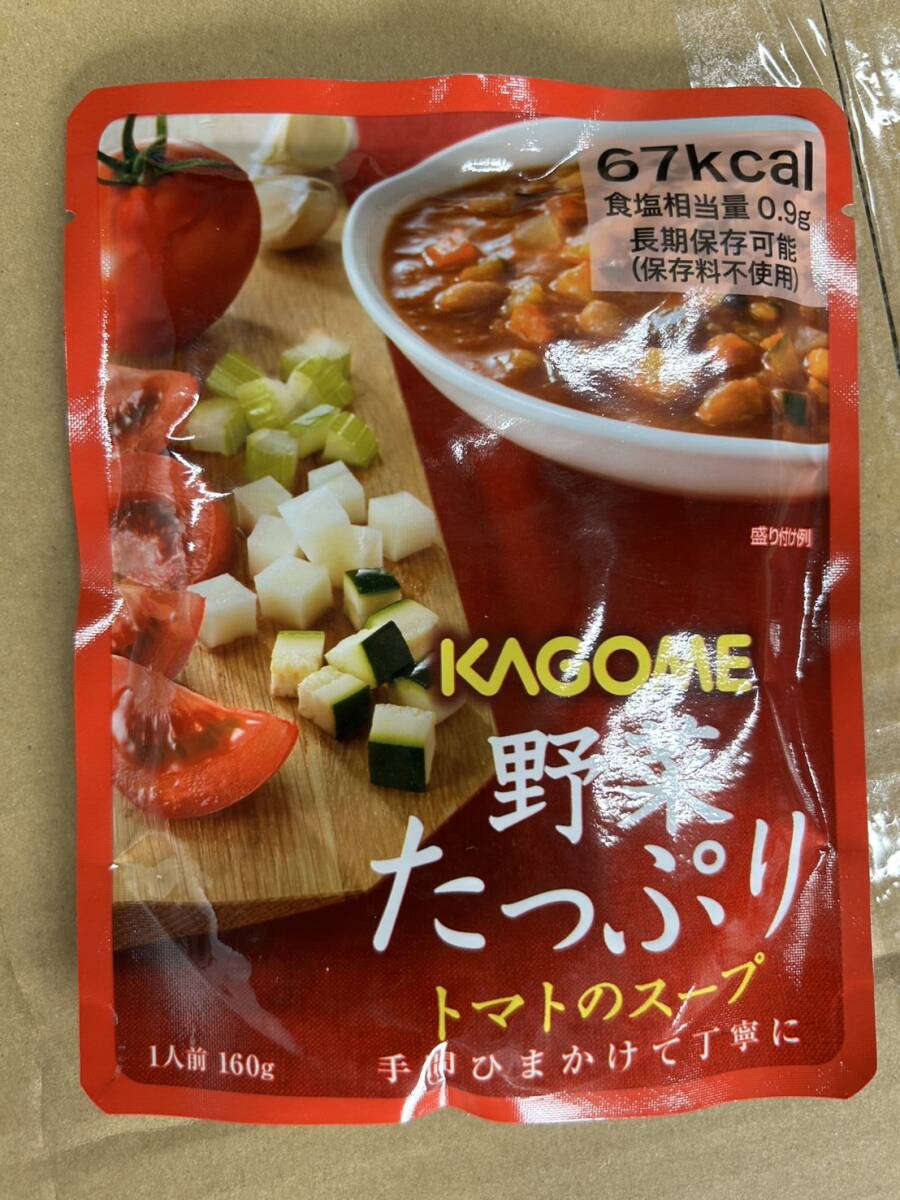 67kcal
食塩相当量 0.9g
長期保存可能
(保存料不使用)
盛り付け例
KAGOME
野菜
たっぷり
トマトのスープ
手間ひまかけて丁寧に
1人前 160g